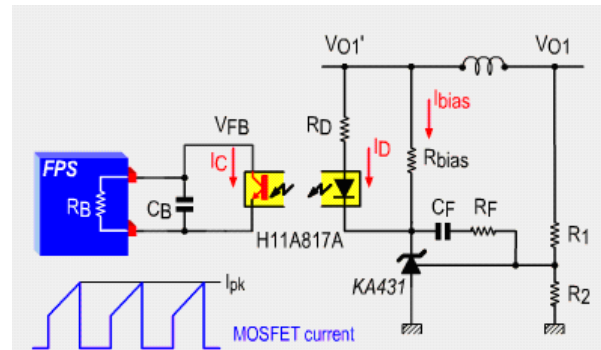 VO1'
VO1
Ibias
VFB
RD
IC
ID
Rbias
FPS
RB
CB
CF
RF
H11A817A
R1
KA431
R2
Ipk
MOSFET current